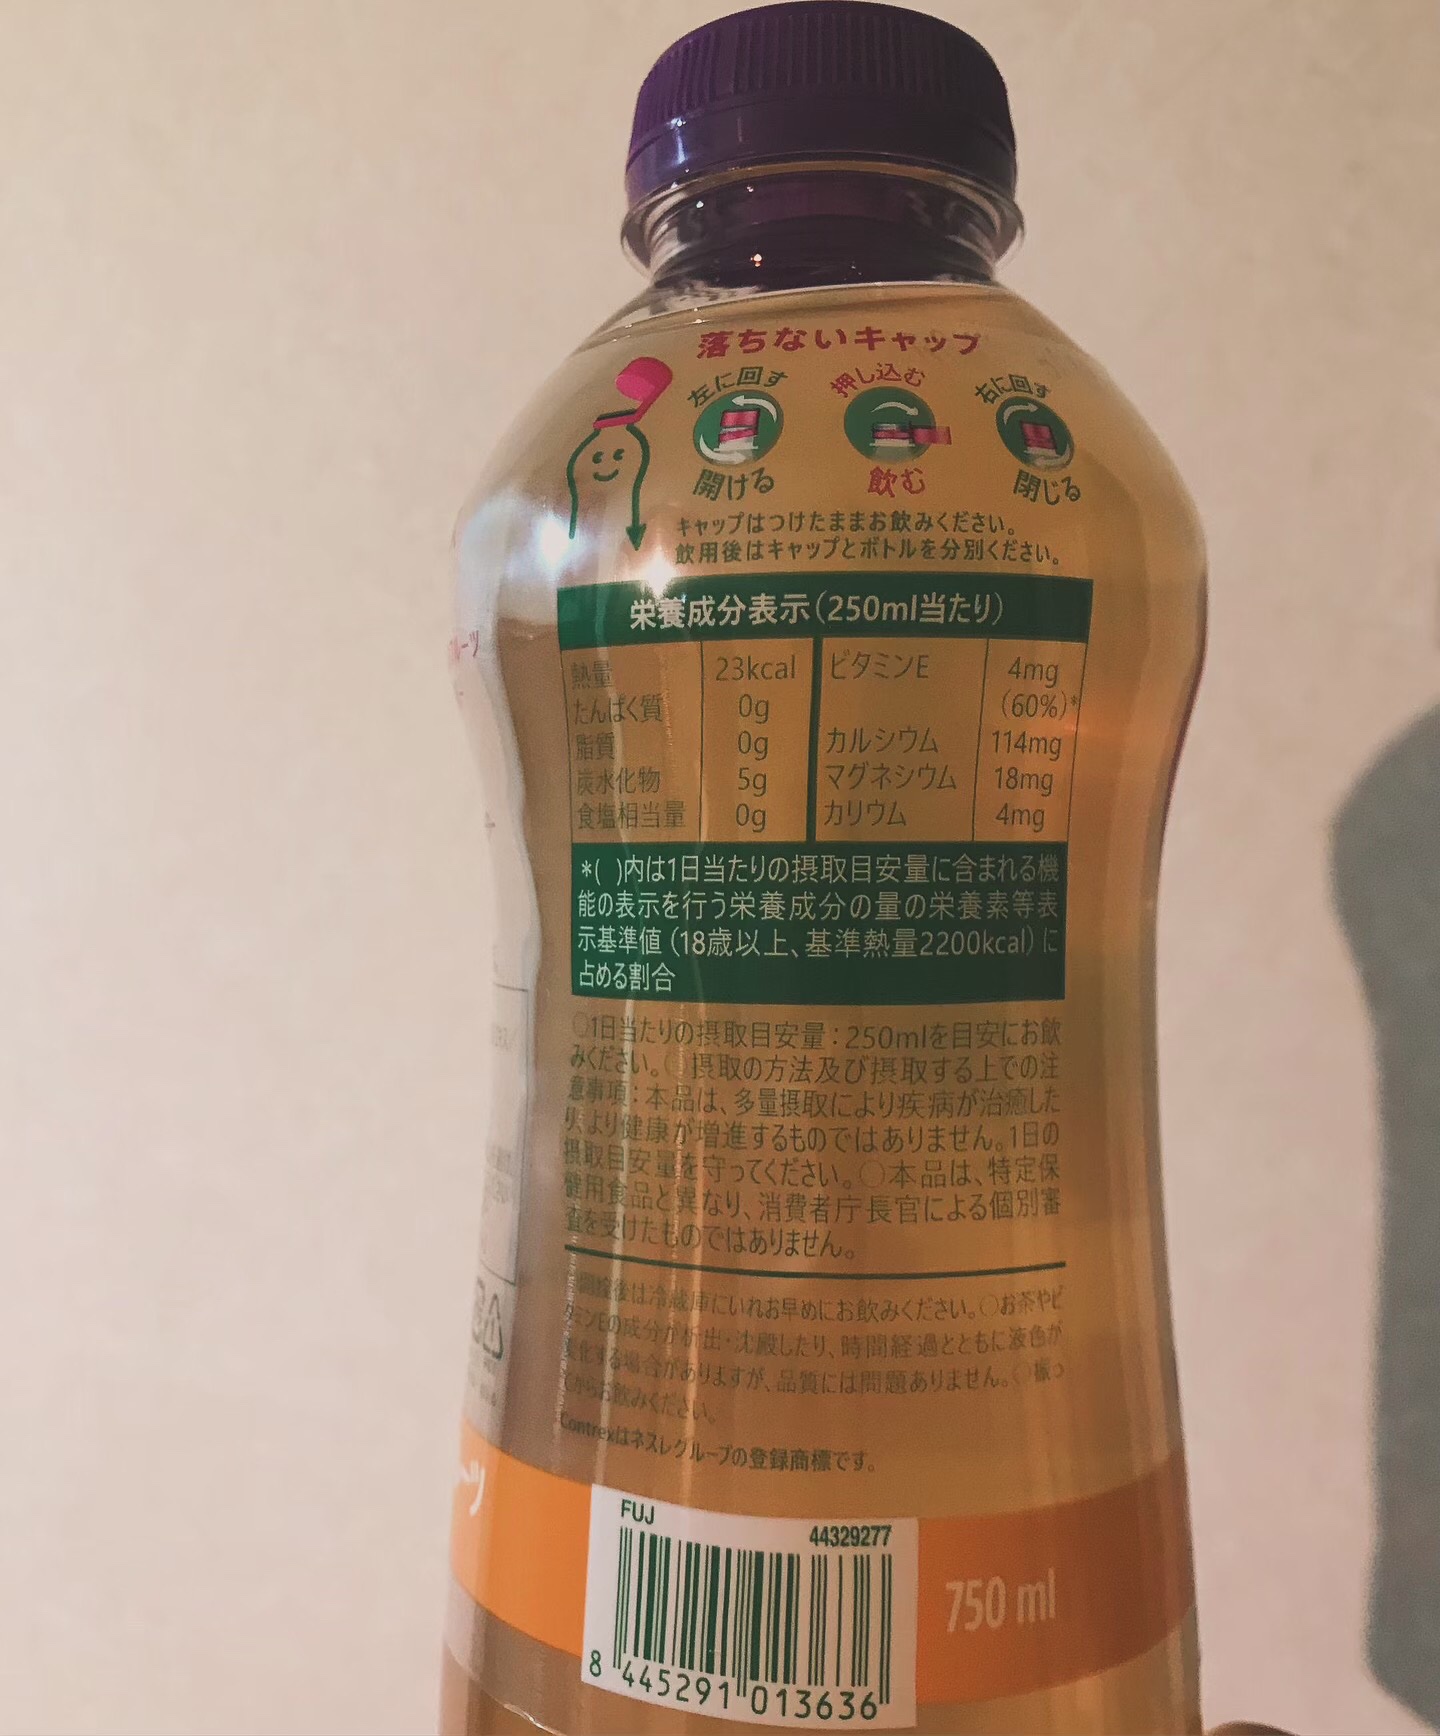 落ちないキャップ
左に回す 押し込む 右に回す
開ける 飲む 閉じる
キャップはつけたままお飲みください。
飲用後はキャップとボトルを分別ください。
栄養成分表示(250ml当たり)
熱量 23kcal ビタミンE 4mg
たんぱく質 0g (60%)*
脂質 0g カルシウム 114mg
炭水化物 5g マグネシウム 18mg
食塩相当量 0g カリウム 4mg
*( )内は1日当たりの摂取目安量に含まれる機
能の表示を行う栄養成分の量の栄養素等表
示基準値(18歳以上、基準熱量2200kcal)に
占める割合
○1日当たりの摂取目安量:250mlを目安にお飲
みください。○摂取の方法及び摂取する上での注
意事項:本品は、多量摂取により疾病が治癒した
り、より健康が増進するものではありません。1日の
摂取目安量を守ってください。○本品は、特定保
健用食品と異なり、消費者庁長官による個別審
査を受けたものではありません。
開栓後は冷蔵庫にいれお早めにお飲みください。○お茶やビ
タミンEの成分が析出・沈殿したり、時間経過とともに液色が
変化する場合がありますが、品質には問題ありません。○振っ
てからお飲みください。
Contrexはネスレグループの登録商標です。
FUJ 44329277
8 445291 013636
750 ml
ルーツ
ーツ